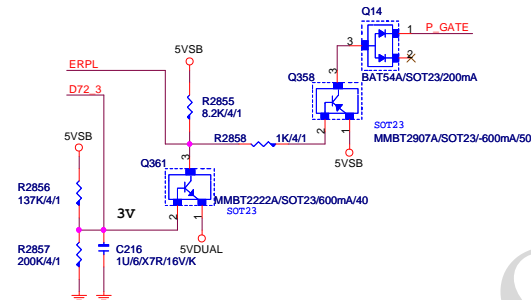 Q14
P_GATE
1
3
2
BAT54A/SOT23/200mA
5VSB
ERPL
D72_3
R2855
8.2K/4/1
Q358
3
2
1
SOT23
MMBT2907A/SOT23/-600mA/50
5VSB
R2858
1K/4/1
5VSB
Q361
3
2
1
MMBT2222A/SOT23/600mA/40
SOT23
5VDUAL
R2856
137K/4/1
3V
R2857
200K/4/1
C216
1U/6/X7R/16V/K